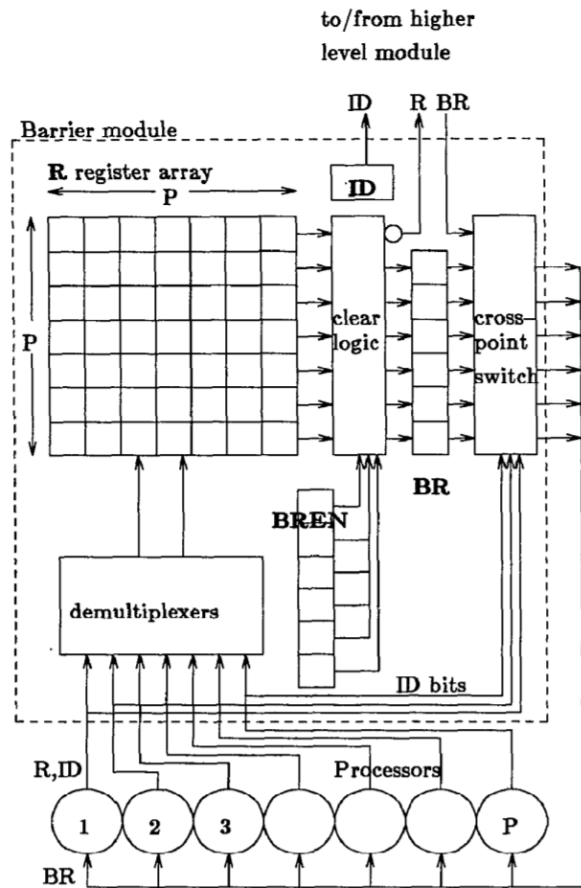 to/from higher
level module
ID
R BR
Barrier module
R register array
P
ID
P
clear
logic
cross-
point
switch
BR
BREN
demultiplexers
ID bits
R,ID
Processors
1
2
3
P
BR